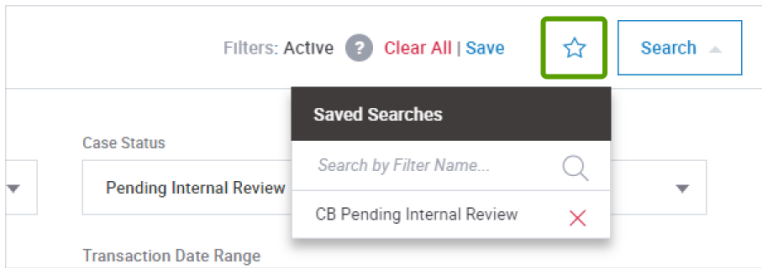 Filters: Active ? Clear All | Save
Search
Saved Searches
Case Status
Search by Filter Name...
Pending Internal Review
CB Pending Internal Review
Transaction Date Range